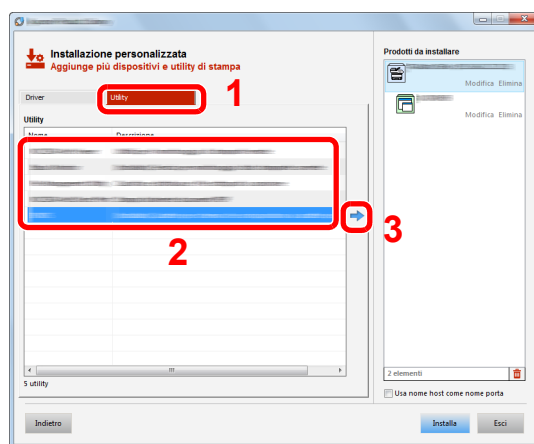 Installazione personalizzata
Aggiunge più dispositivi e utility di stampa
Prodotti da installare
Modifica Elimina
Modifica Elimina
Driver
Utility
1
Utility
Nome Descrizione
2
3
5 utility
2 elementi
Usa nome host come nome porta
Indietro
Installa
Esci